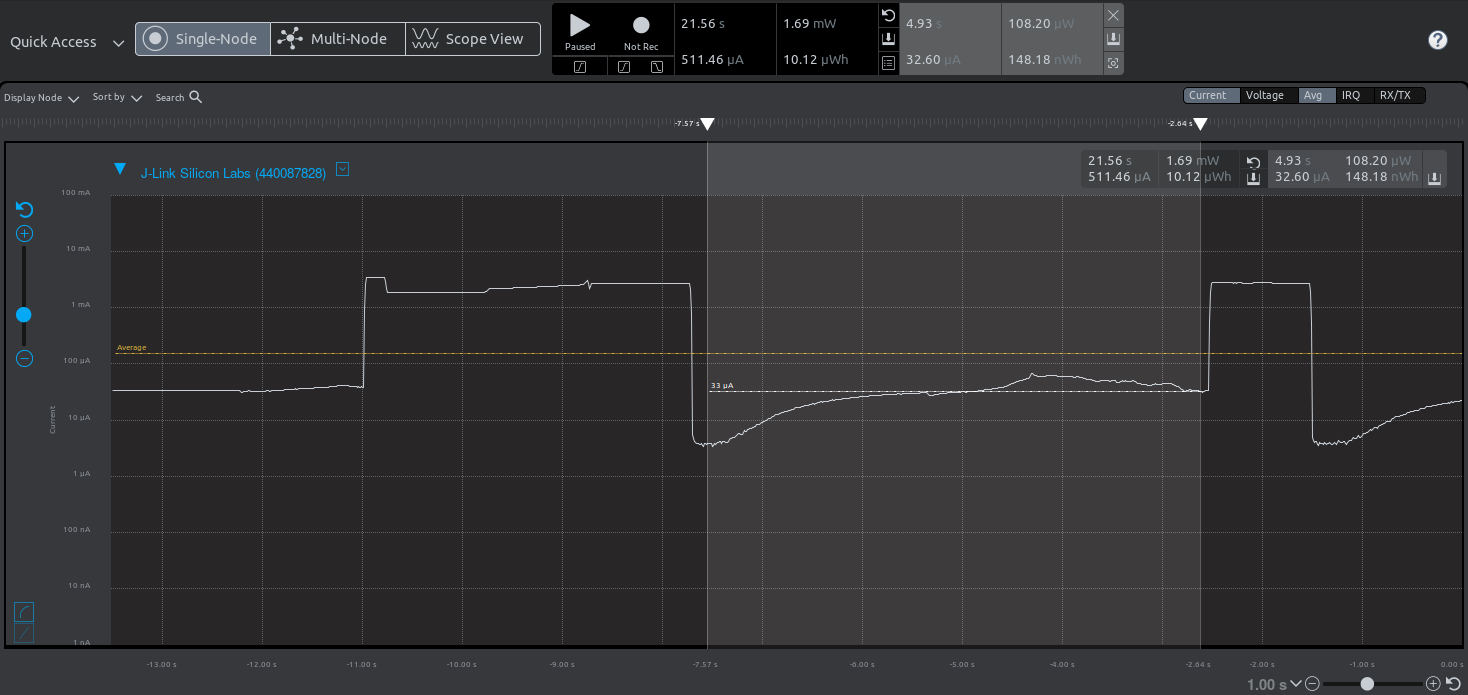 Quick Access
Single-Node
Multi-Node
Scope View
Paused
Not Rec
21.56 s
1.69 mW
511.46 µA
10.12 µWh
4.93 s
108.20 µW
32.60 µA
148.18 nWh
?
Display Node
Sort by
Search
Current
Voltage
Avg
IRQ
RX/TX
-7.57 s
-2.64 s
J-Link Silicon Labs (440087828)
21.56 s
1.69 mW
511.46 µA
10.12 µWh
4.93 s
108.20 µW
32.60 µA
148.18 nWh
100 mA
10 mA
1 mA
Average
100 µA
33 µA
10 µA
Current
1 µA
100 nA
10 nA
1 nA
-13.00 s
-12.00 s
-11.00 s
-10.00 s
-9.00 s
-7.57 s
-6.00 s
-5.00 s
-4.00 s
-2.64 s
-2.00 s
-1.00 s
0.00 s
1.00 s